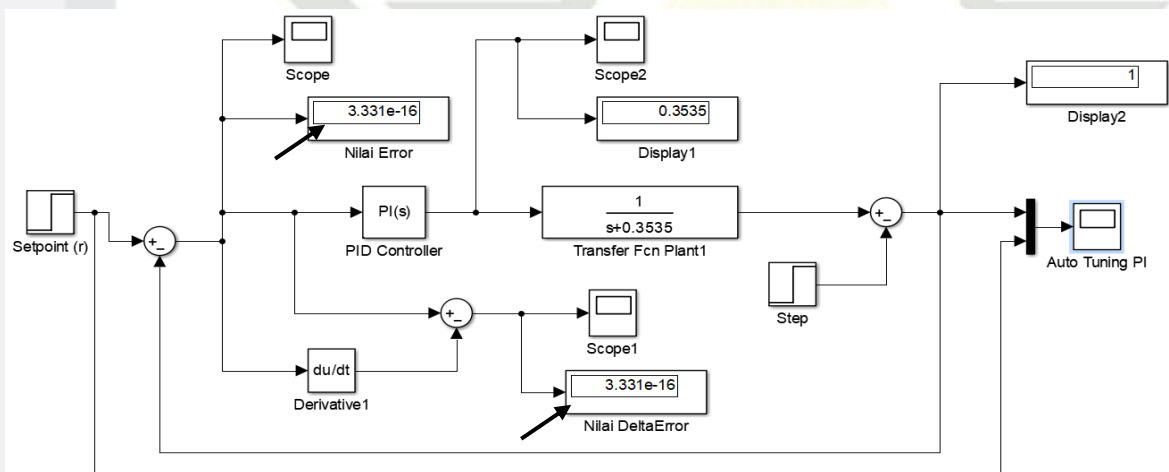 Scope
Scope2
1
Display2
3.331e-16
Nilai Error
0.3535
Display1
Setpoint (r)
+
-
PI(s)
PID Controller
1
s+0.3535
Transfer Fcn Plant1
+
-
Auto Tuning PI
Step
+
-
Scope1
du/dt
Derivative1
3.331e-16
Nilai DeltaError